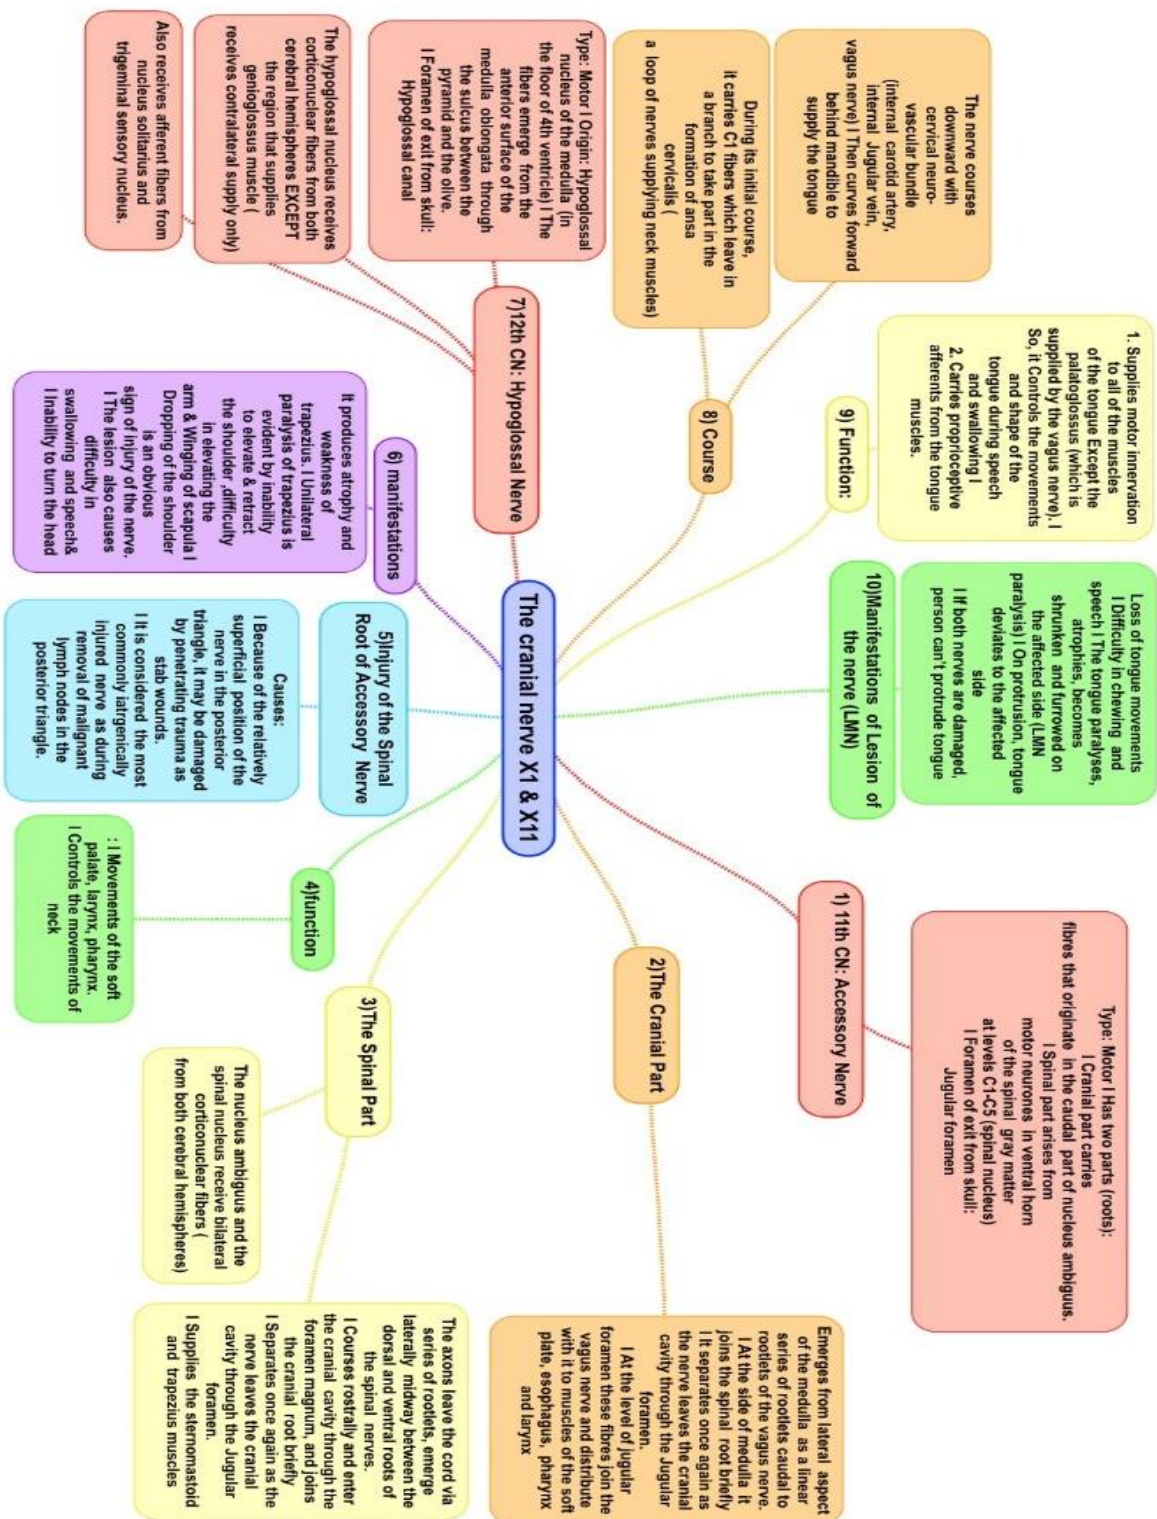 The cranial nerve X1 & X11
1) 11th CN: Accessory Nerve
Type: Motor l Has two parts (roots):
l Cranial part carries
fibres that originate in the caudal part of nucleus ambiguus.
l Spinal part arises from
motor neurones in ventral horn
of the spinal gray matter
at levels C1-C5 (spinal nucleus)
l Foramen of exit from skull:
Jugular foramen
2)The Cranial Part
Emerges from lateral aspect
of the medulla as a linear
series of rootlets caudal to
rootlets of the vagus nerve.
l At the side of medulla it
joins the spinal root briefly
l It separates once again as
the nerve leaves the cranial
cavity through the Jugular
foramen.
l At the level of jugular
foramen these fibres join the
vagus nerve and distribute
with it to muscles of the soft
plate, esophagus, pharynx
and larynx
3)The Spinal Part
The nucleus ambiguus and the
spinal nucleus receive bilateral
corticonuclear fibers (
from both cerebral hemispheres)
The axons leave the cord via
series of rootlets, emerge
laterally midway between the
dorsal and ventral roots of
the spinal nerves.
l Courses rostrally and enter
the cranial cavity through the
foramen magnum, and joins
the cranial root briefly
l Separates once again as the
nerve leaves the cranial
cavity through the Jugular
foramen.
l Supplies the sternomastoid
and trapezius muscles
4)function
: l Movements of the soft
palate, larynx, pharynx.
l Controls the movements of
neck
5)Injury of the Spinal
Root of Accessory Nerve
Causes:
l Because of the relatively
superficial position of the
nerve in the posterior
triangle, it may be damaged
by penetrating trauma as
stab wounds.
l It is considered the most
commonly iatrgenically
injured nerve as during
removal of malignant
lymph nodes in the
posterior triangle.
6) manifestations
It produces atrophy and
weakness of
trapezius. l Unilateral
paralysis of trapezius is
evident by inability
to elevate & retract
the shoulder ,difficulty
in elevating the
arm & Winging of scapula l
Dropping of the shoulder
is an obvious
sign of injury of the nerve.
l The lesion also causes
difficulty in
swallowing and speech&
l Inability to turn the head
7)12th CN: Hypoglossal Nerve
Type: Motor l Origin: Hypoglossal
nucleus of the medulla (in
the floor of 4th ventricle) l The
fibers emerge from the
anterior surface of the
medulla oblongata through
the sulcus between the
pyramid and the olive.
l Foramen of exit from skull:
Hypoglossal canal
The hypoglossal nucleus receives
corticonuclear fibers from both
cerebral hemispheres EXCEPT
the region that supplies
genioglossus muscle (
receives contralateral supply only)
Also receives afferent fibers from
nucleus solitarius and
trigeminal sensory nucleus.
8) Course
The nerve courses
downward with
cervical neuro-
vascular bundle
(internal carotid artery,
internal Jugular vein,
vagus nerve) l Then curves forward
behind mandible to
supply the tongue
During its initial course,
it carries C1 fibers which leave in
a branch to take part in the
formation of ansa
cervicalis (
a loop of nerves supplying neck muscles)
9) Function:
1. Supplies motor innervation
to all of the muscles
of the tongue Except the
palatoglossus (which is
supplied by the vagus nerve). l
So, it Controls the movements
and shape of the
tongue during speech
and swallowing l
2. Carries proprioceptive
afferents from the tongue
muscles.
10)Manifestations of Lesion of
the nerve (LMN)
Loss of tongue movements
l Difficulty in chewing and
speech l The tongue paralyses,
atrophies, becomes
shrunken and furrowed on
the affected side (LMN
paralysis) l On protrusion, tongue
deviates to the affected
side
l If both nerves are damaged,
person can't protrude tongue